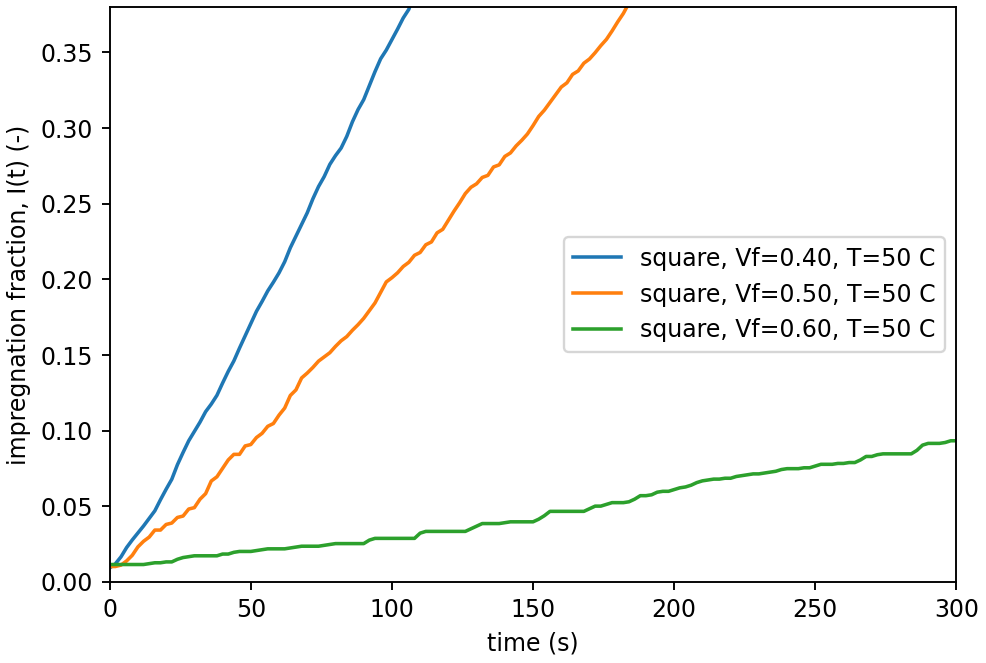 impregnation fraction, I(t) (-)
0.35
0.30
0.25
0.20
0.15
0.10
0.05
0.00
square, Vf=0.40, T=50 C
square, Vf=0.50, T=50 C
square, Vf=0.60, T=50 C
0 50 100 150 200 250 300
time (s)